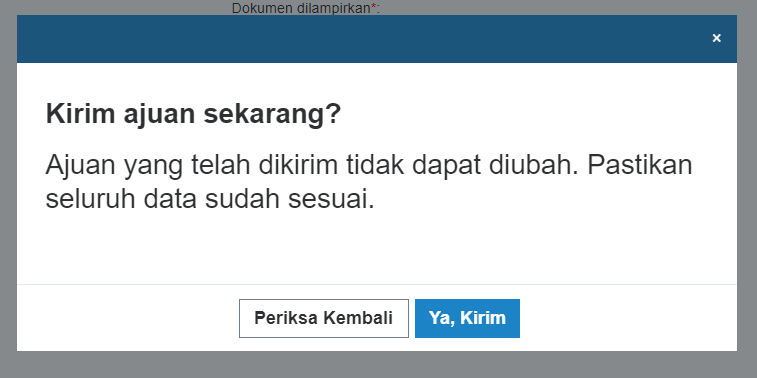 Dokumen dilampirkan*:
×
Kirim ajuan sekarang?
Ajuan yang telah dikirim tidak dapat diubah. Pastikan
seluruh data sudah sesuai.
Periksa Kembali
Ya, Kirim